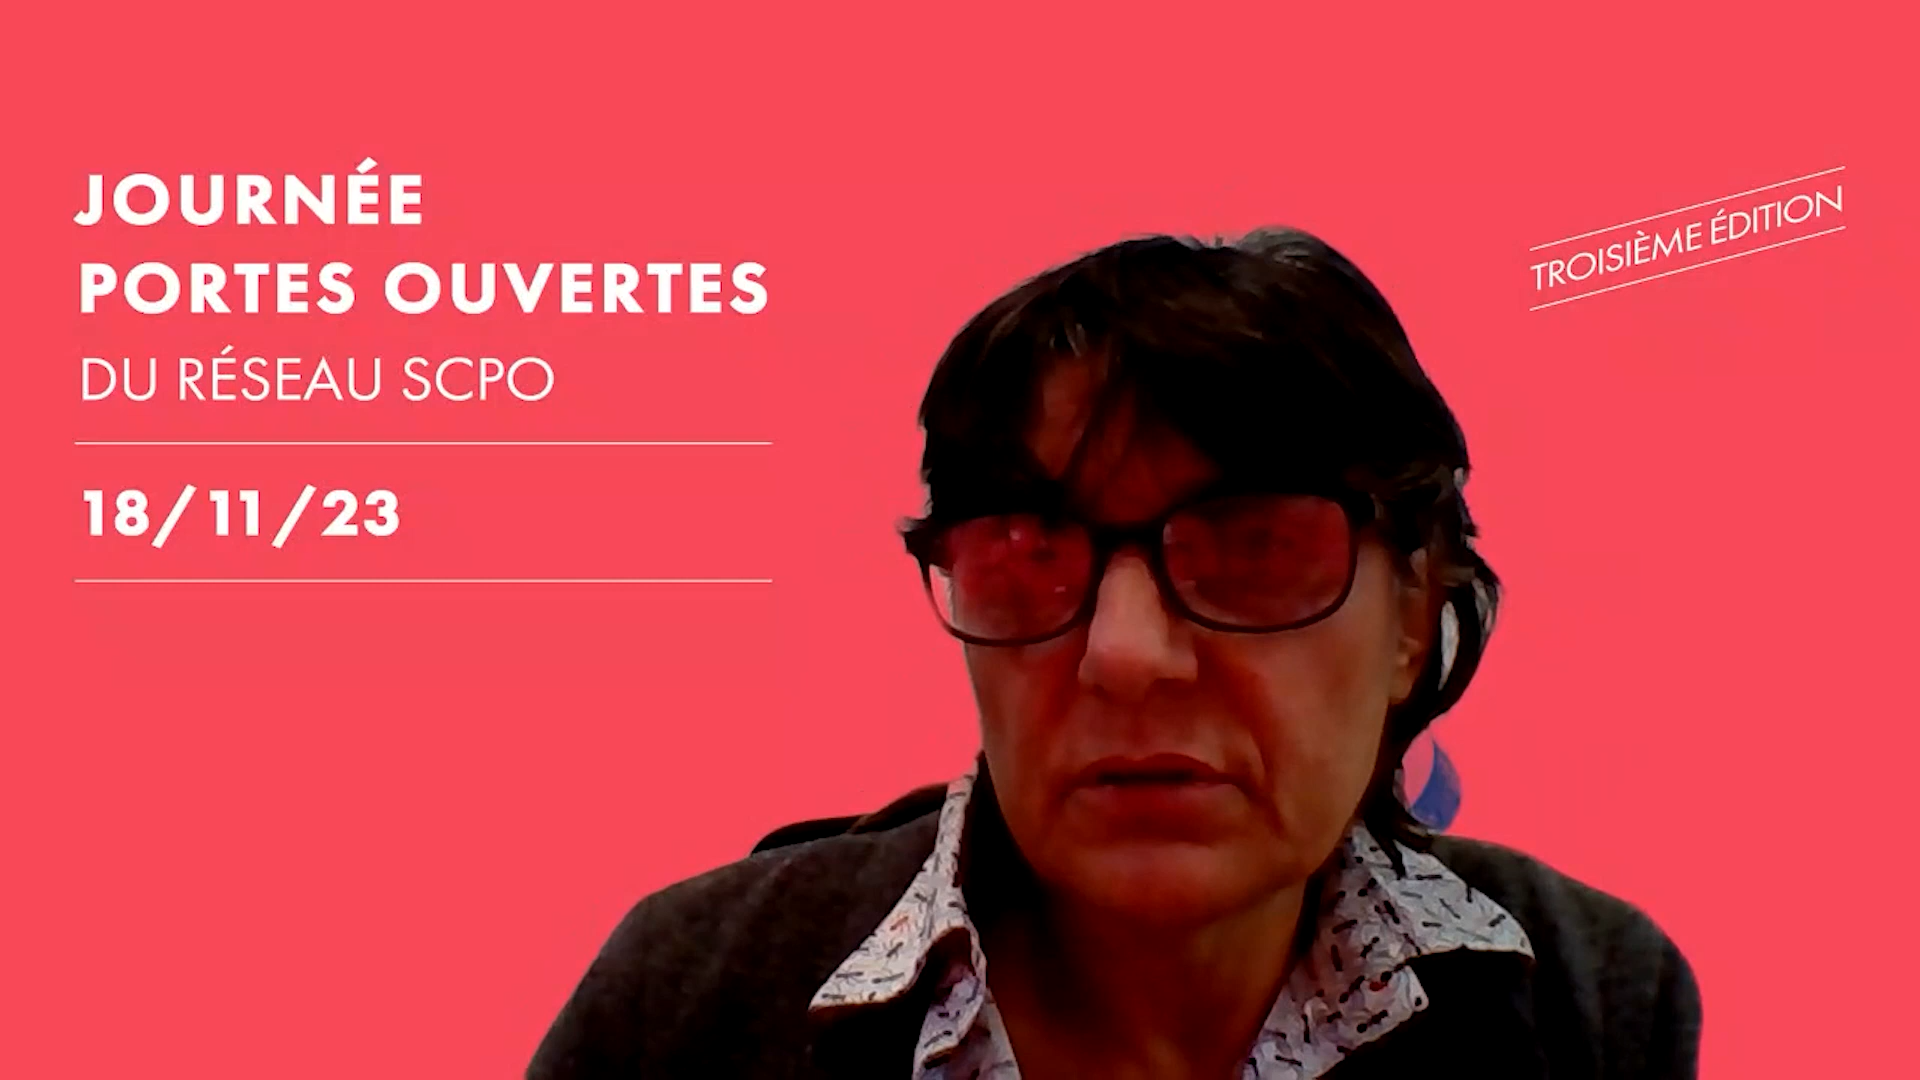 JOURNÉE
PORTES OUVERTES
DU RÉSEAU SCPO
18/11/23
TROISIÈME ÉDITION